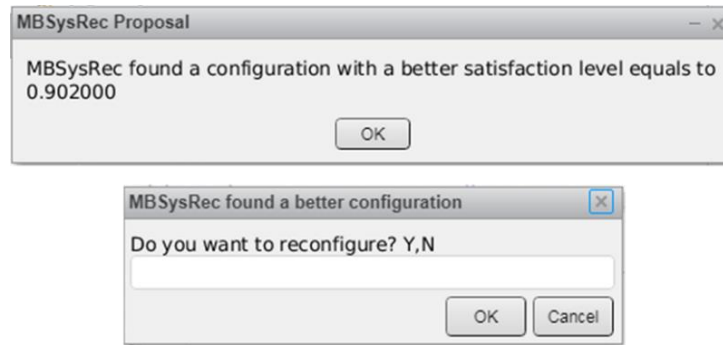 MBSysRec Proposal
MBSysRec found a configuration with a better satisfaction level equals to
0.902000
OK
MBSysRec found a better configuration
Do you want to reconfigure? Y,N
OK Cancel